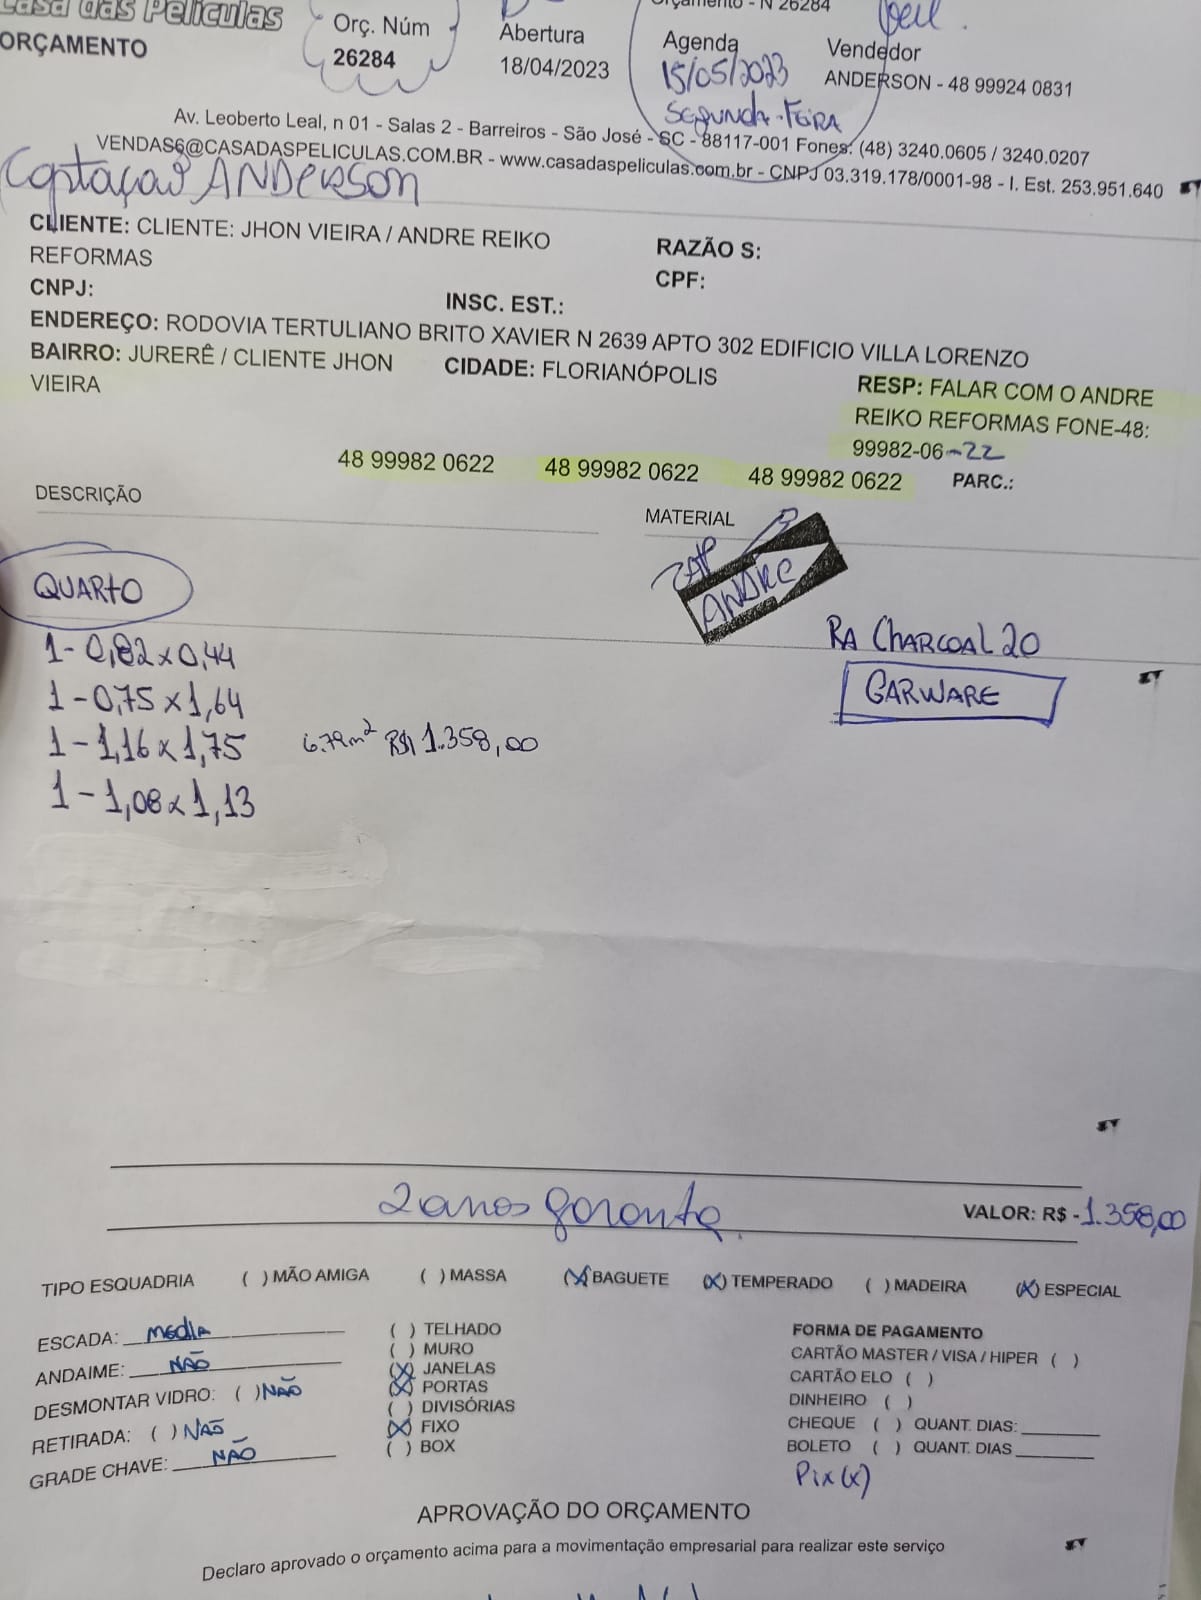 Casa das Películas
Orçamento - N 26284
ORÇAMENTO
Orç. Núm
26284
Abertura
18/04/2023
Agenda
15/05/2023
SEGUNDA-FEIRA
Vendedor
ANDERSON - 48 99924 0831
Av. Leoberto Leal, n 01 - Salas 2 - Barreiros - São José - SC - 88117-001 Fones: (48) 3240.0605 / 3240.0207
VENDAS6@CASADASPELICULAS.COM.BR - www.casadaspeliculas.com.br - CNPJ 03.319.178/0001-98 - I. Est. 253.951.640
Captação ANDERSON
CLIENTE: CLIENTE: JHON VIEIRA / ANDRE REIKO
REFORMAS
RAZÃO S:
CPF:
CNPJ:
INSC. EST.:
ENDEREÇO: RODOVIA TERTULIANO BRITO XAVIER N 2639 APTO 302 EDIFICIO VILLA LORENZO
BAIRRO: JURERÊ / CLIENTE JHON
VIEIRA
CIDADE: FLORIANÓPOLIS
RESP: FALAR COM O ANDRE
REIKO REFORMAS FONE-48:
99982-06-22
48 99982 0622 48 99982 0622 48 99982 0622 PARC.:
DESCRIÇÃO
MATERIAL
ZAP
ANDRE
QUARTO
RA CHARCOAL 20
GARWARE
1-0,82x0,44
1-0,75x1,64
1-1,16x1,75 6.79m² R$ 1.358,00
1-1,08x1,13
2 anos garantia
VALOR: R$ -1.358,00
TIPO ESQUADRIA ( ) MÃO AMIGA ( ) MASSA (X) BAGUETE (X) TEMPERADO ( ) MADEIRA (X) ESPECIAL
ESCADA: MEDIA
ANDAIME: NÃO
DESMONTAR VIDRO: ( ) NÃO
RETIRADA: ( ) NÃO
GRADE CHAVE: NÃO
( ) TELHADO
( ) MURO
(X) JANELAS
(X) PORTAS
( ) DIVISÓRIAS
(X) FIXO
( ) BOX
FORMA DE PAGAMENTO
CARTÃO MASTER / VISA / HIPER ( )
CARTÃO ELO ( )
DINHEIRO ( )
CHEQUE ( ) QUANT. DIAS:
BOLETO ( ) QUANT. DIAS
Pix (x)
APROVAÇÃO DO ORÇAMENTO
Declaro aprovado o orçamento acima para a movimentação empresarial para realizar este serviço